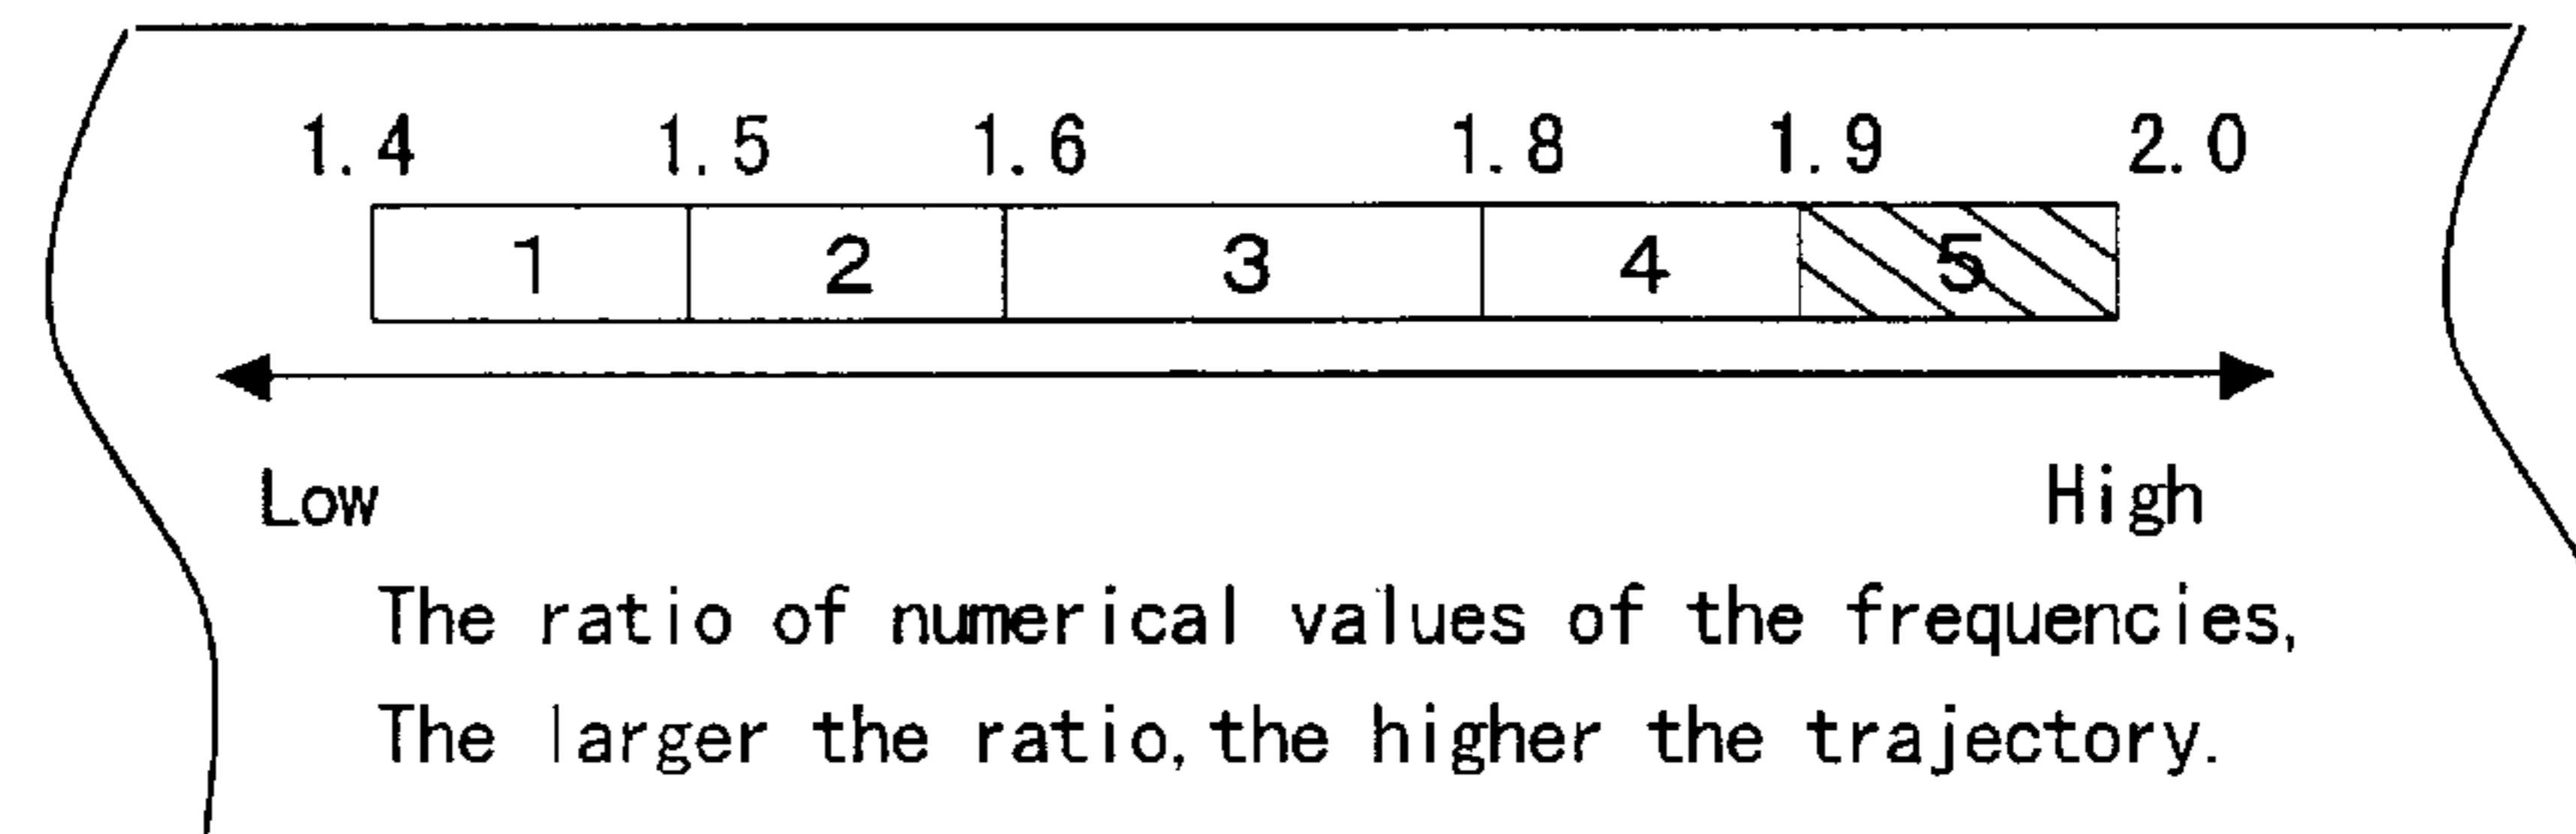 1.4 1.5 1.6 1.8 1.9 2.0
1 2 3 4 5
Low High
The ratio of numerical values of the frequencies,
The larger the ratio, the higher the trajectory.